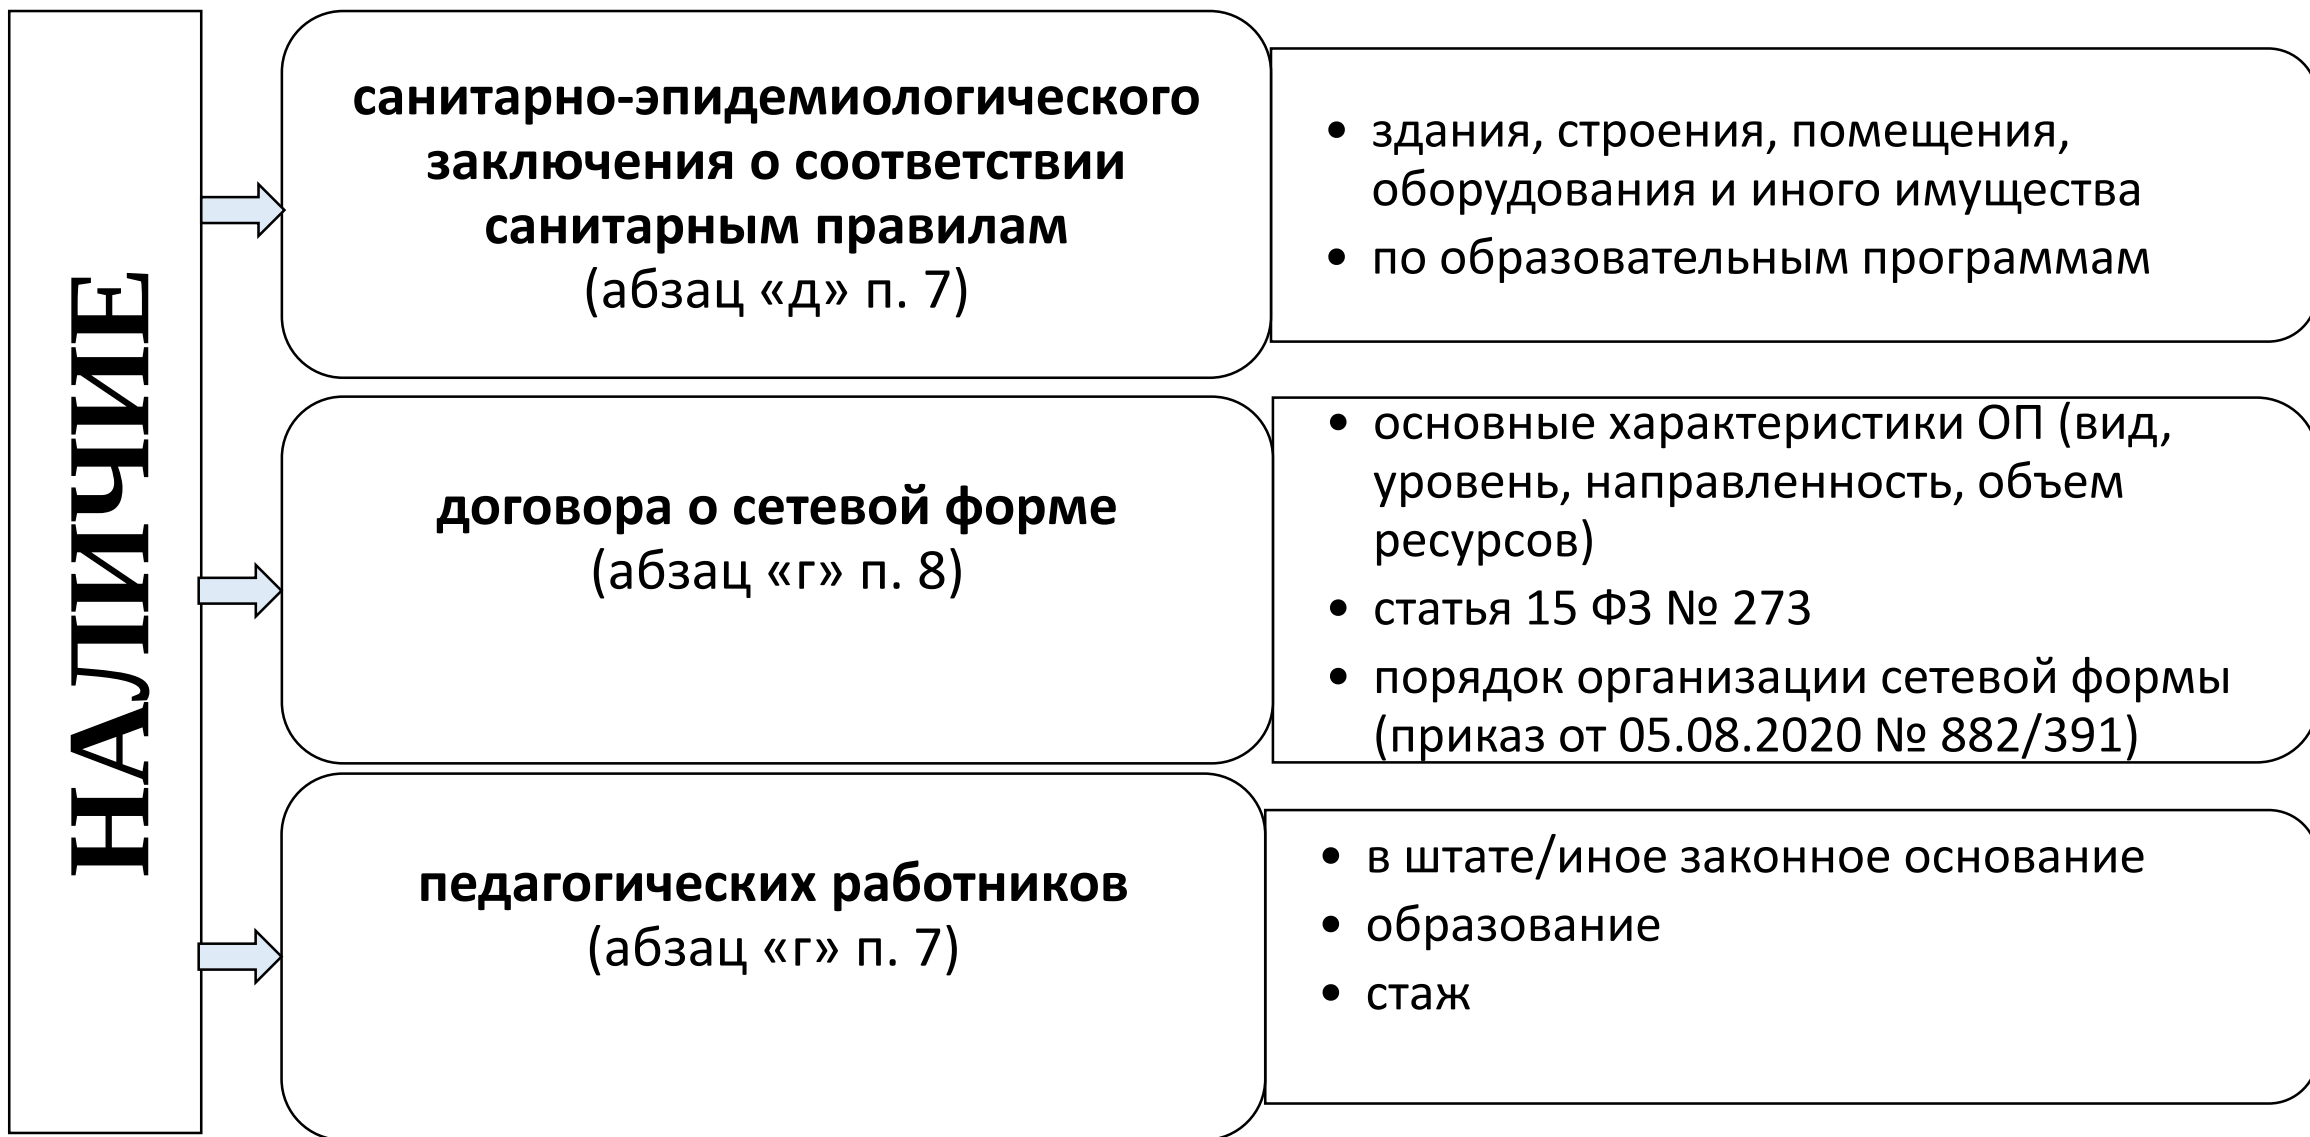 НАЛИЧИЕ
санитарно-эпидемиологического
заключения о соответствии
санитарным правилам
(абзац «д» п. 7)
• здания, строения, помещения,
оборудования и иного имущества
• по образовательным программам
договора о сетевой форме
(абзац «г» п. 8)
• основные характеристики ОП (вид,
уровень, направленность, объем
ресурсов)
• статья 15 ФЗ № 273
• порядок организации сетевой формы
(приказ от 05.08.2020 № 882/391)
педагогических работников
(абзац «г» п. 7)
• в штате/иное законное основание
• образование
• стаж